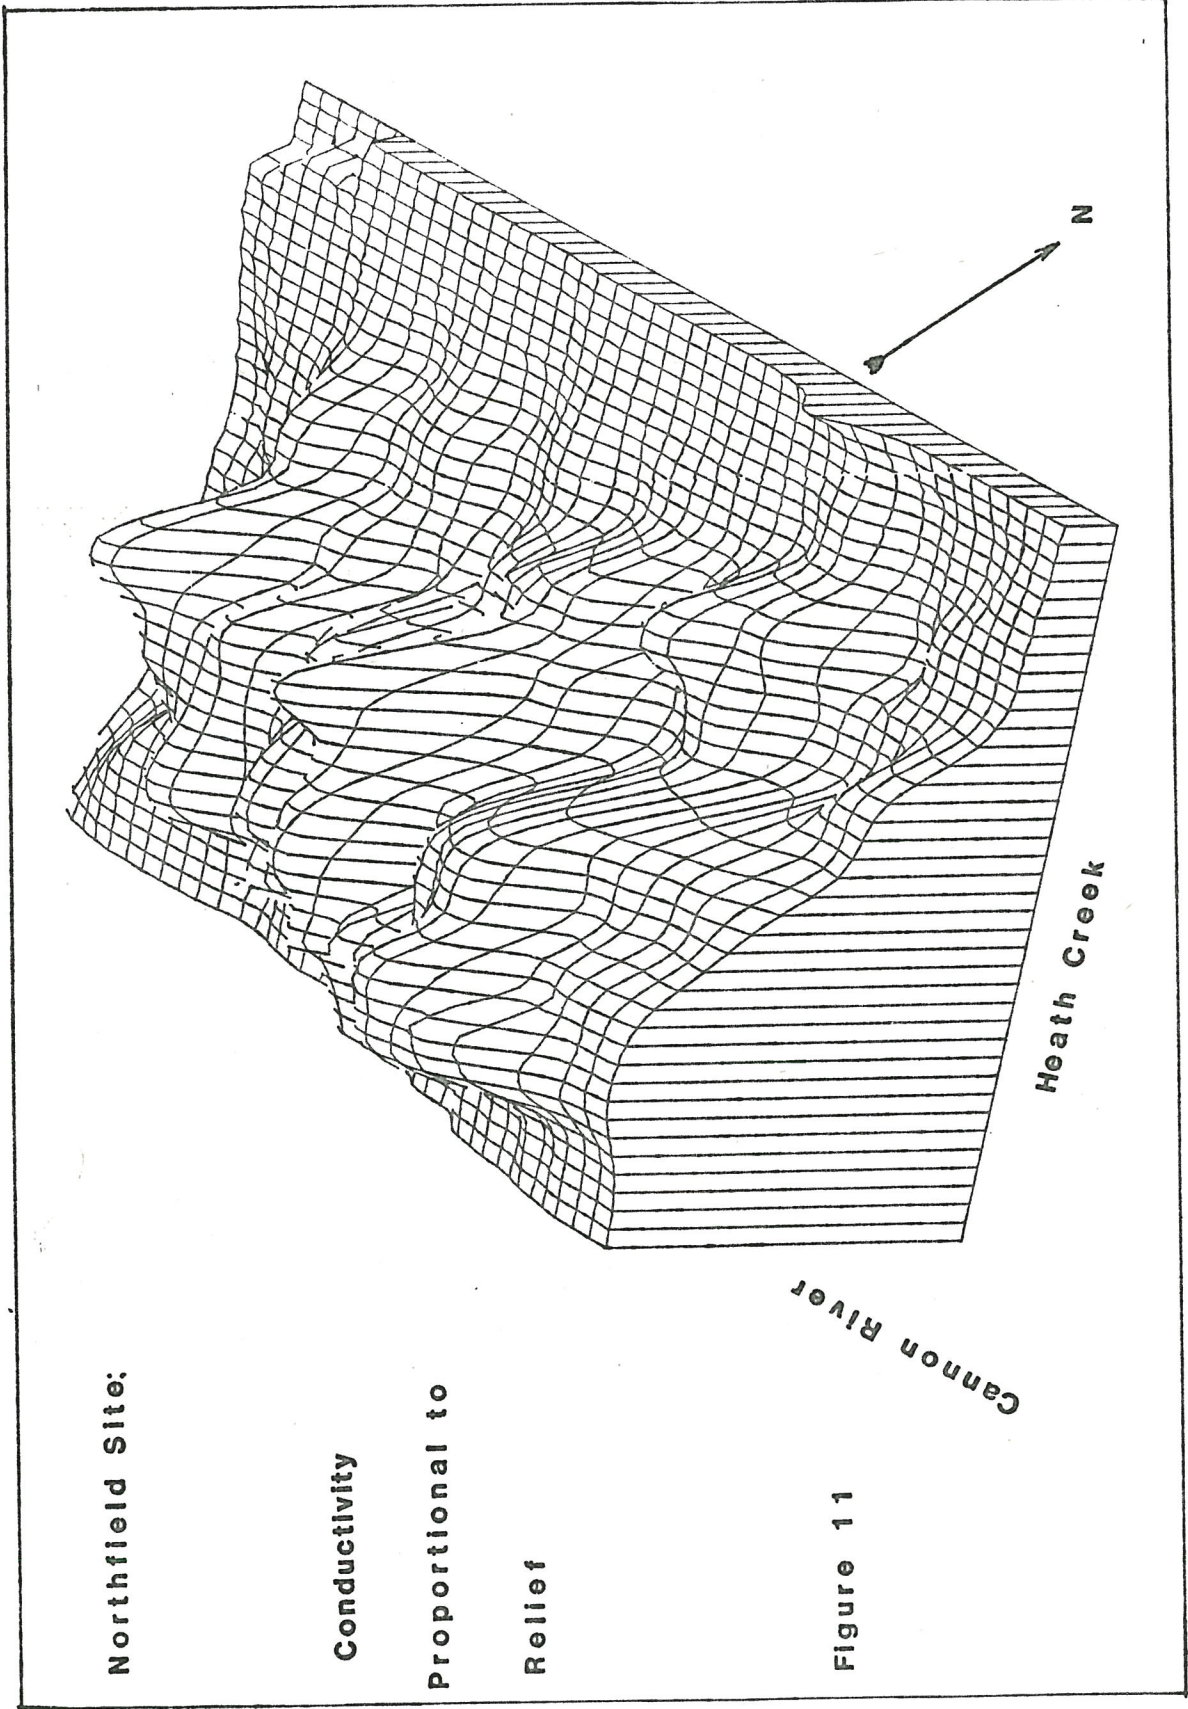 Northfield Site:
Conductivity
Proportional to
Relief
Figure 11
Cannon River
Heath Creek
N